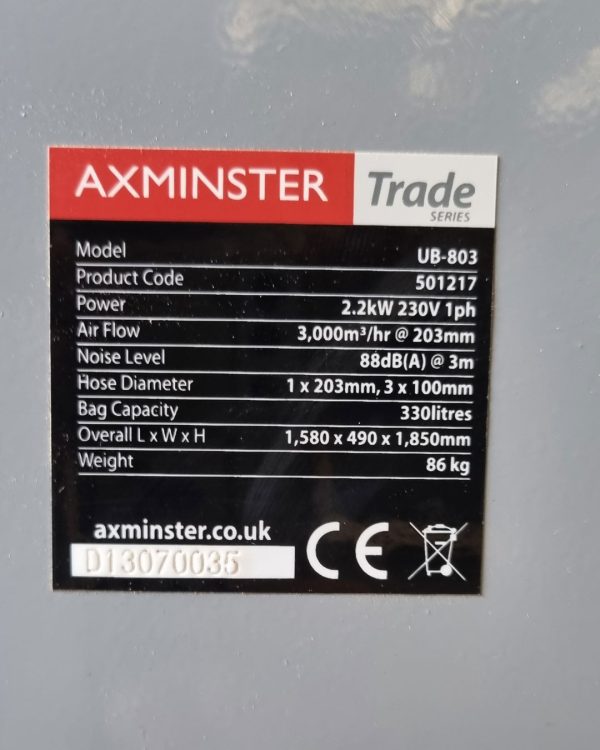 AXMINSTER Trade
SERIES
Model UB-803
Product Code 501217
Power 2.2kW 230V 1ph
Air Flow 3,000m³/hr @ 203mm
Noise Level 88dB(A) @ 3m
Hose Diameter 1 x 203mm, 3 x 100mm
Bag Capacity 330litres
Overall L x W x H 1,580 x 490 x 1,850mm
Weight 86 kg
axminster.co.uk
D13070035
CE